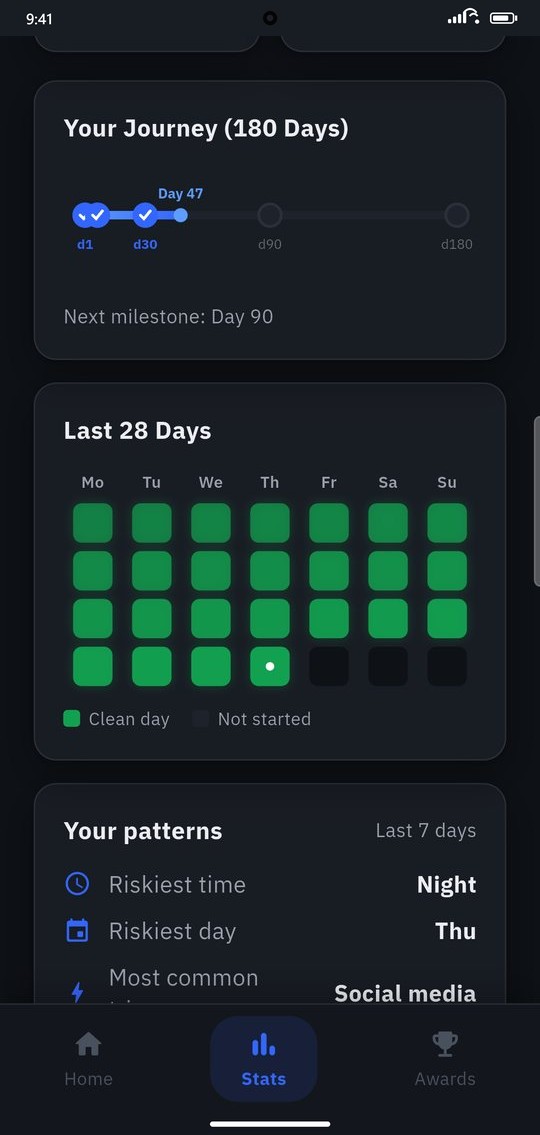 9:41
Your Journey (180 Days)
Day 47
d1 d30 d90 d180
Next milestone: Day 90
Last 28 Days
Mo Tu We Th Fr Sa Su
Clean day Not started
Your patterns Last 7 days
Riskiest time Night
Riskiest day Thu
Most common
Social media
Home Stats Awards